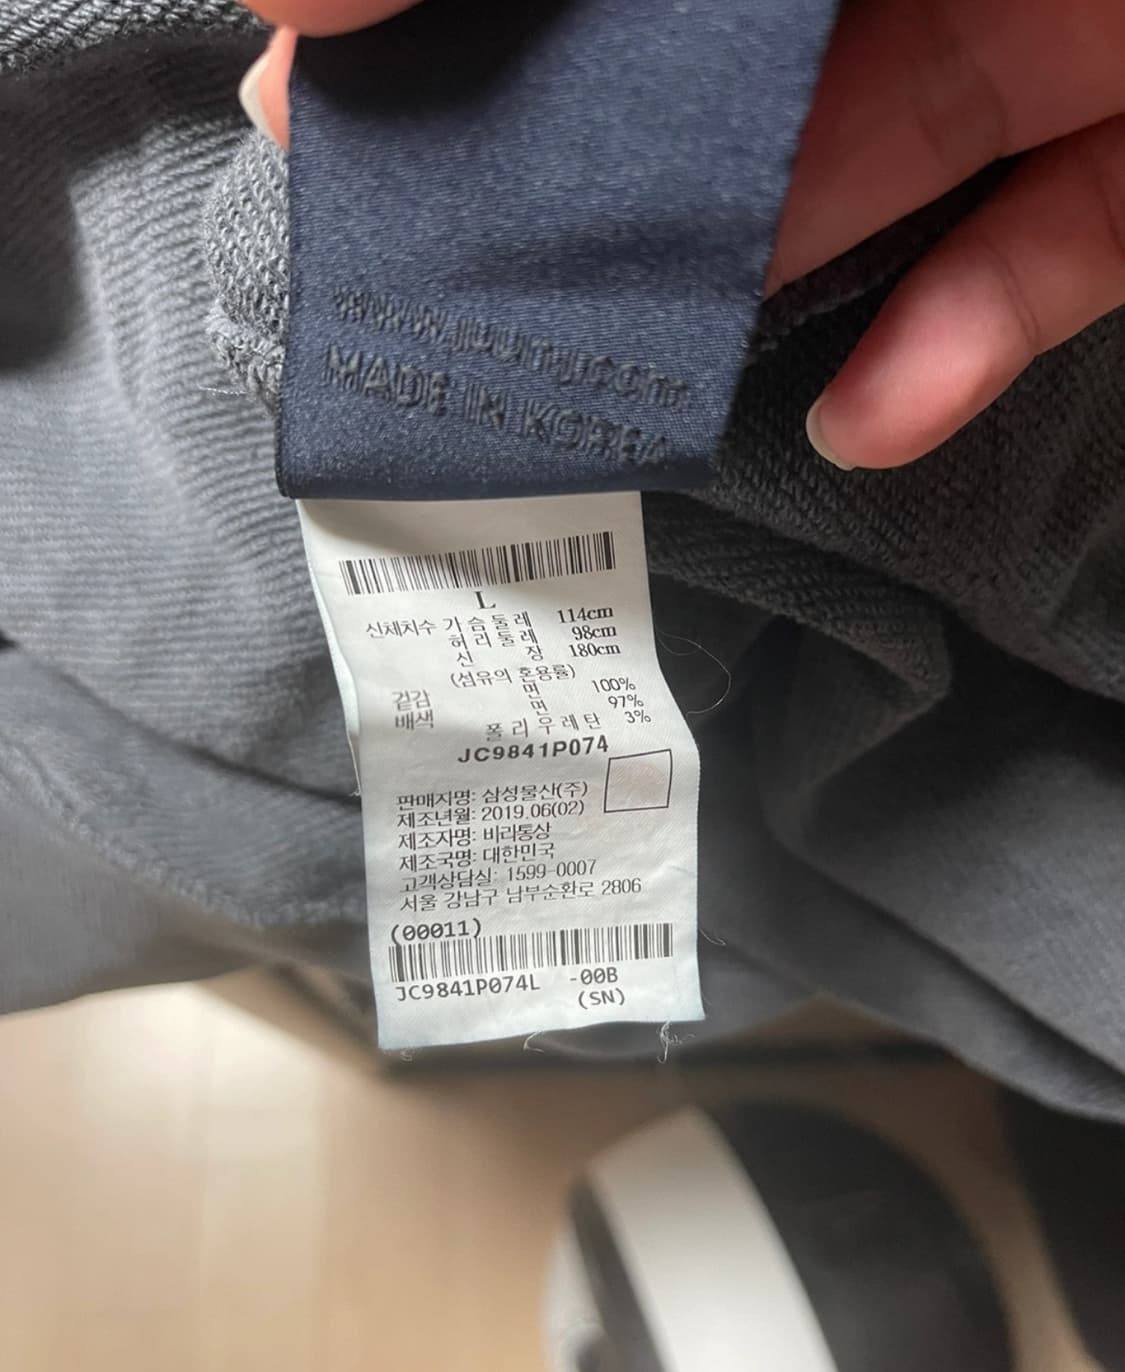 MADE IN KOREA
L
신체치수 가슴둘레 114cm
허리둘레 98cm
신장 180cm
(섬유의 혼용률)
겉감 면 100%
배색 면 97%
폴리우레탄 3%
JC9841P074
판매자명: 삼성물산(주)
제조년월: 2019.06(02)
제조자명: 비리통상
제조국명: 대한민국
고객상담실: 1599-0007
서울 강남구 남부순환로 2806
(00011)
JC9841P074L -00B
(SN)